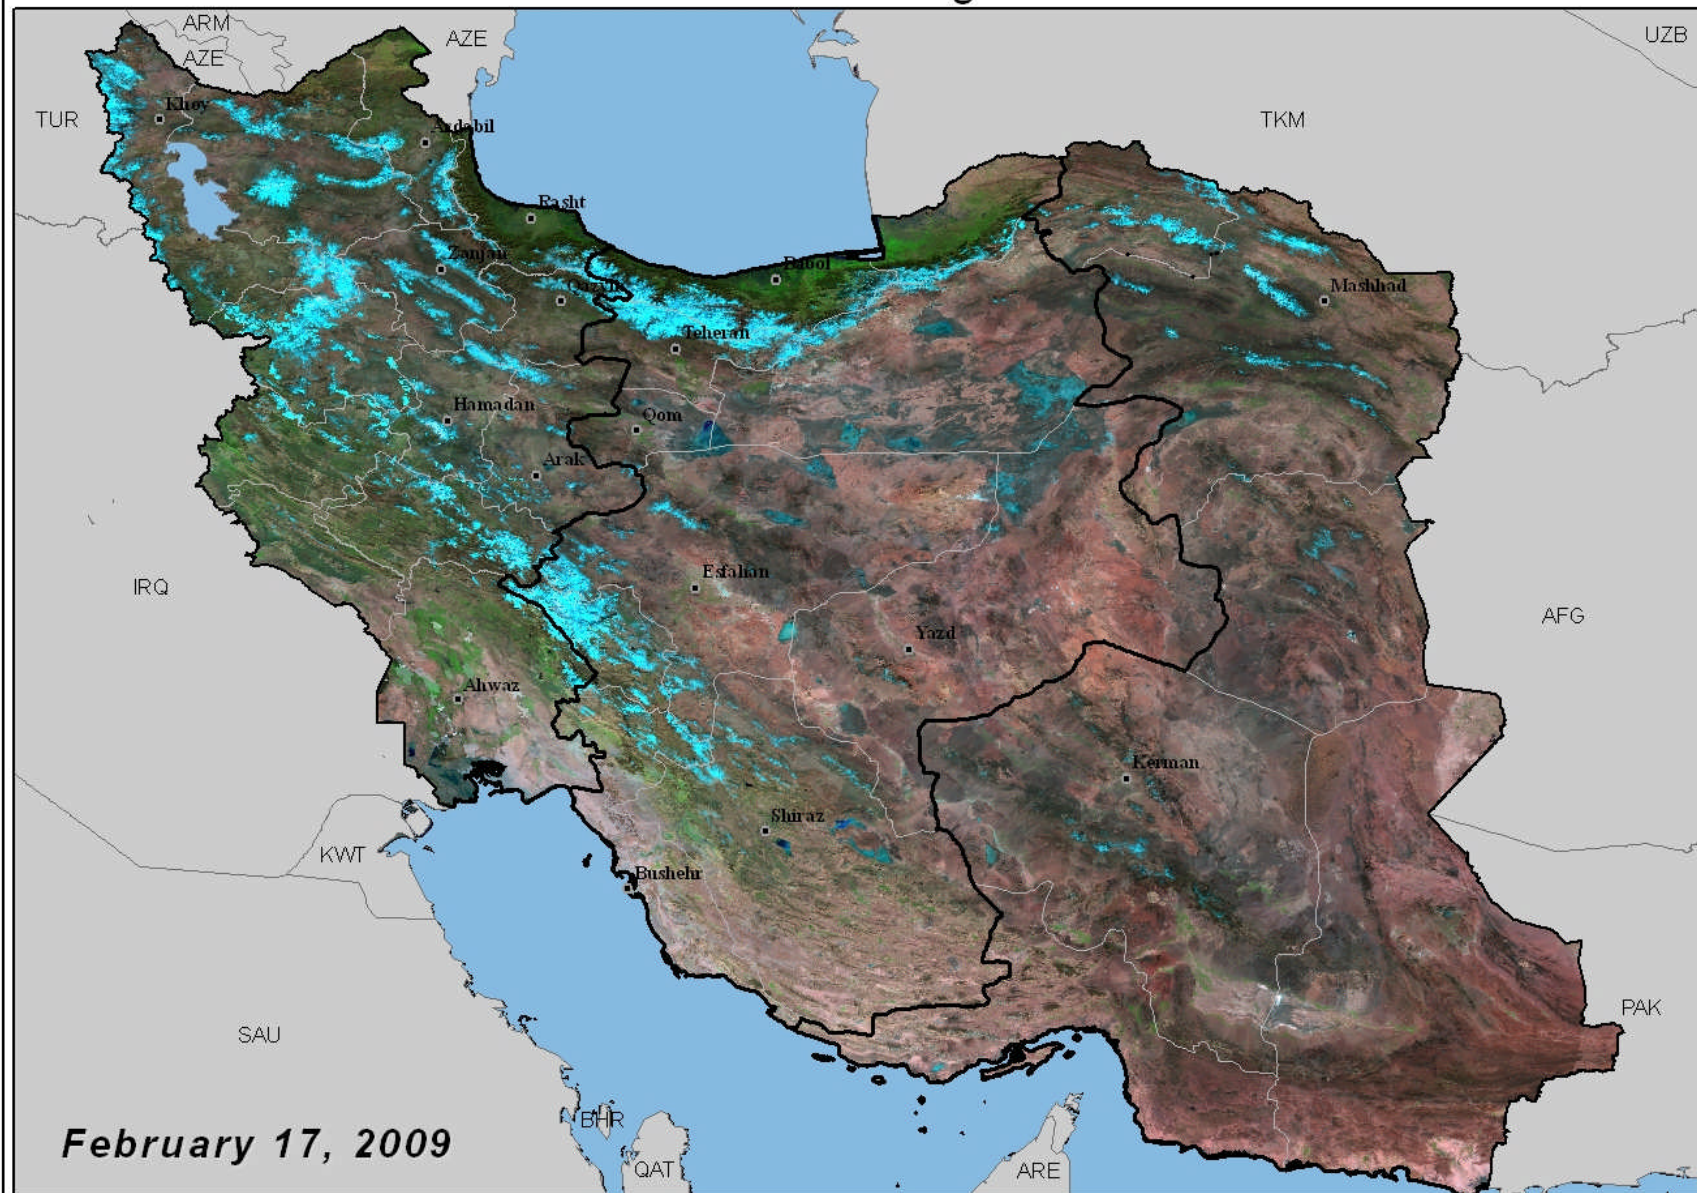 ARM
AZE
AZE
UZB
TUR
Khoy
Ardabil
TKM
Rasht
Zanjan
Babol
Qazvin
Mashhad
Teheran
Hamadan
Qom
Arak
IRQ
Esfahan
AFG
Yazd
Ahwaz
Kerman
Shiraz
KWT
Bushehr
PAK
SAU
BHR
February 17, 2009
QAT
ARE